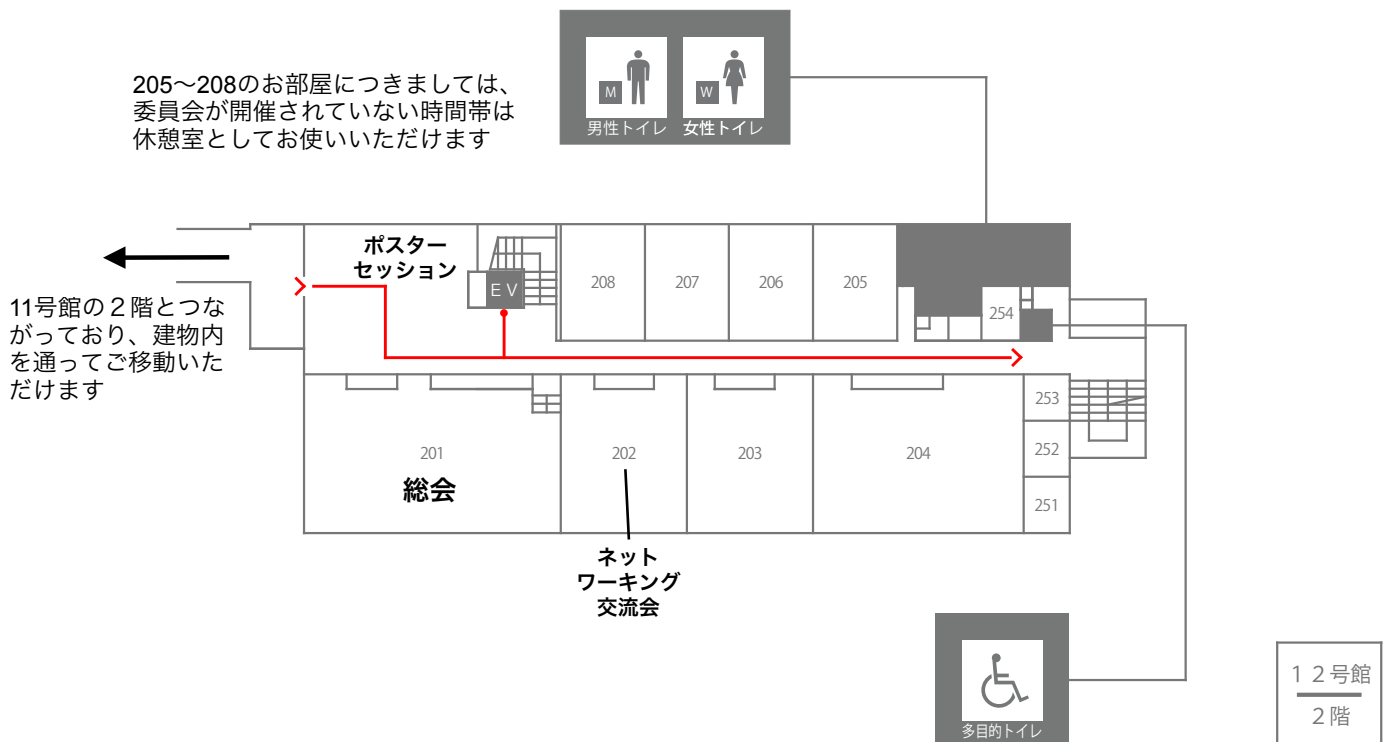 205〜208のお部屋につきましては、
委員会が開催されていない時間帯は
休憩室としてお使いいただけます
M
W
男性トイレ
女性トイレ
ポスター
セッション
EV
208
207
206
205
254
11号館の２階とつな
がっており、建物内
を通ってご移動いた
だけます
253
252
251
201
総会
202
203
204
ネット
ワーキング
交流会
多目的トイレ
１２号館
２階